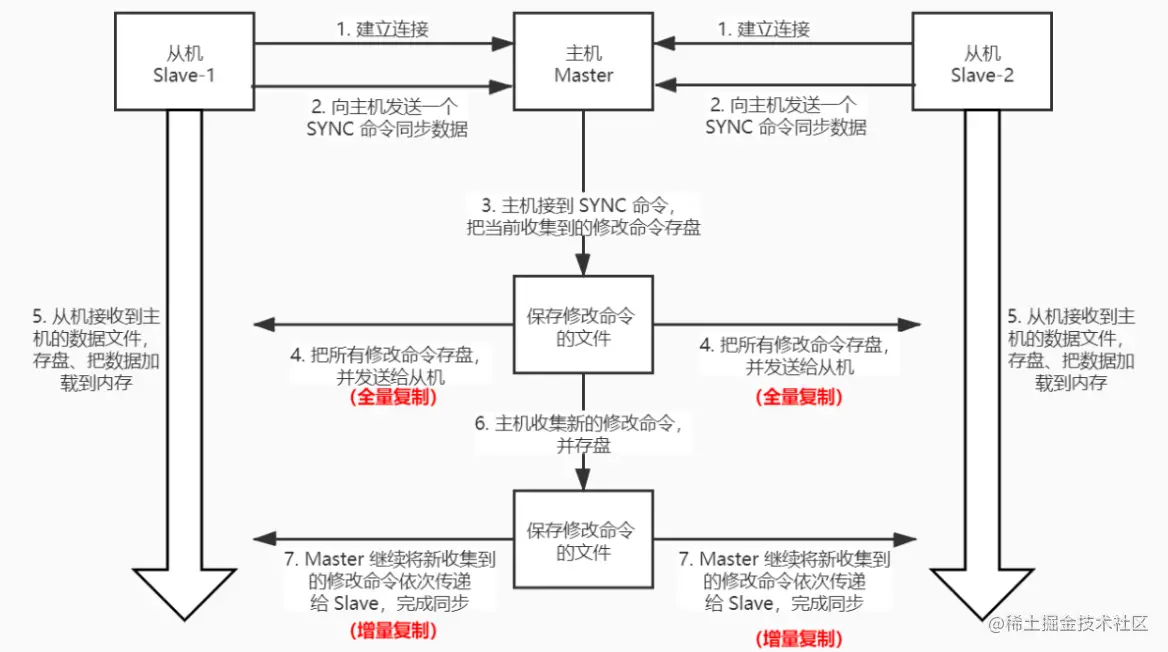 从机
Slave-1
1. 建立连接
主机
Master
1. 建立连接
从机
Slave-2
2. 向主机发送一个
SYNC 命令同步数据
2. 向主机发送一个
SYNC 命令同步数据
3. 主机接到 SYNC 命令，
把当前收集到的修改命令存盘
5. 从机接收到主
机的数据文件，
存盘、把数据加
载到内存
保存修改命令
的文件
5. 从机接收到主
机的数据文件，
存盘、把数据加
载到内存
4. 把所有修改命令存盘，
并发送给从机
(全量复制)
4. 把所有修改命令存盘，
并发送给从机
(全量复制)
6. 主机收集新的修改命令，
并存盘
保存修改命令
的文件
7. Master 继续将新收集到
的修改命令依次传递
给 Slave，完成同步
(增量复制)
7. Master 继续将新收集到
的修改命令依次传递
给 Slave，完成同步
(增量复制)
@稀土掘金技术社区